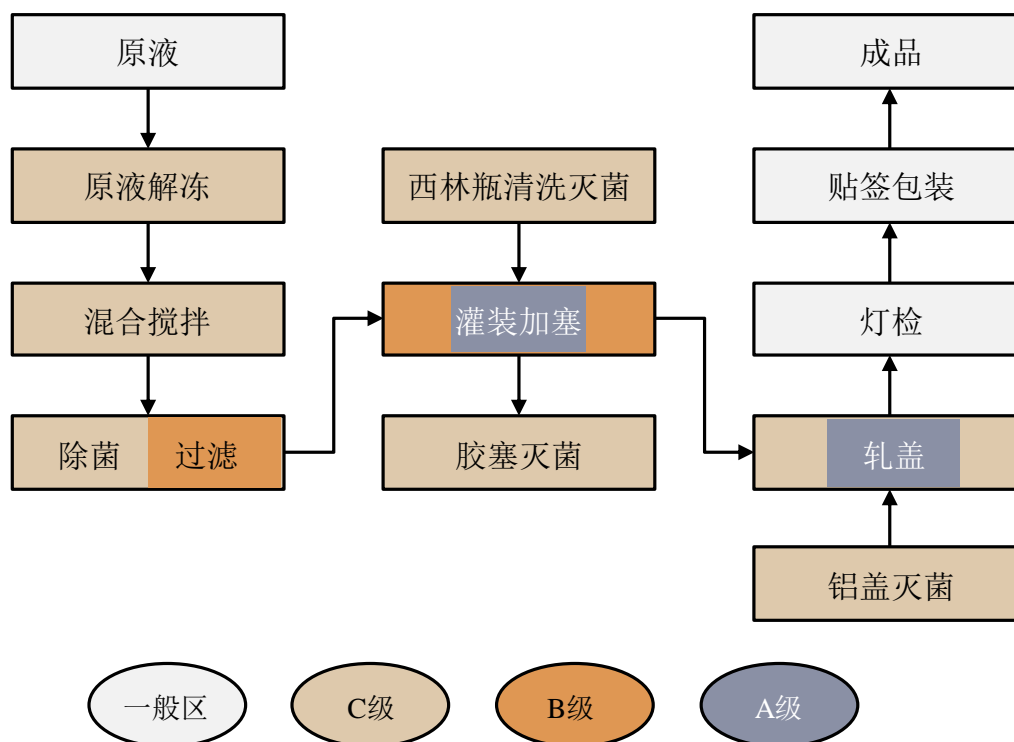 原液
原液解冻
混合搅拌
除菌 过滤
西林瓶清洗灭菌
灌装加塞
胶塞灭菌
成品
贴签包装
灯检
轧盖
铝盖灭菌
一般区
C级
B级
A级